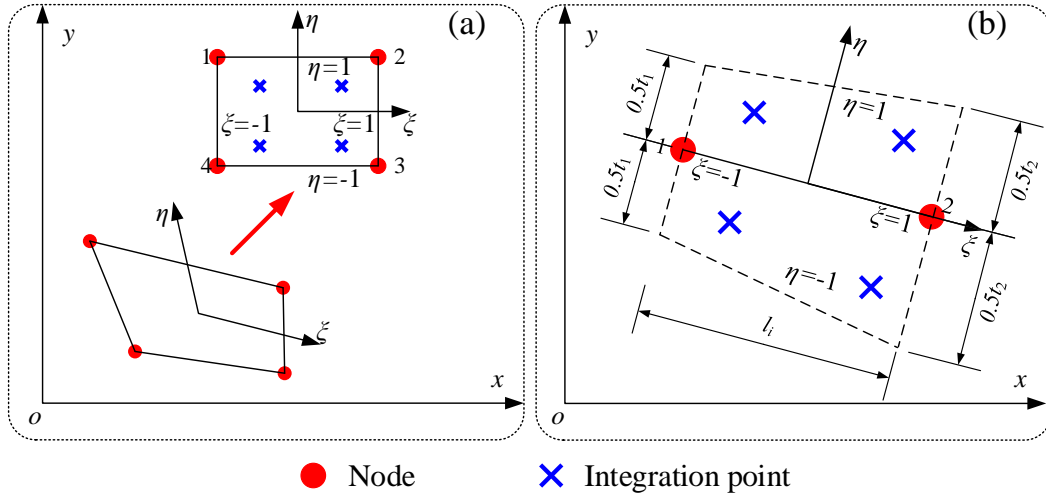 (a)
y
η
1
2
η=1
ξ=-1
ξ=1
ξ
4
3
η=-1
η
ξ
x
o
(b)
y
η
0.5t₁
η=1
1
ξ=-1
0.5t₁
0.5t₂
2
ξ=1
ξ
η=-1
0.5t₂
lᵢ
x
o
Node
Integration point